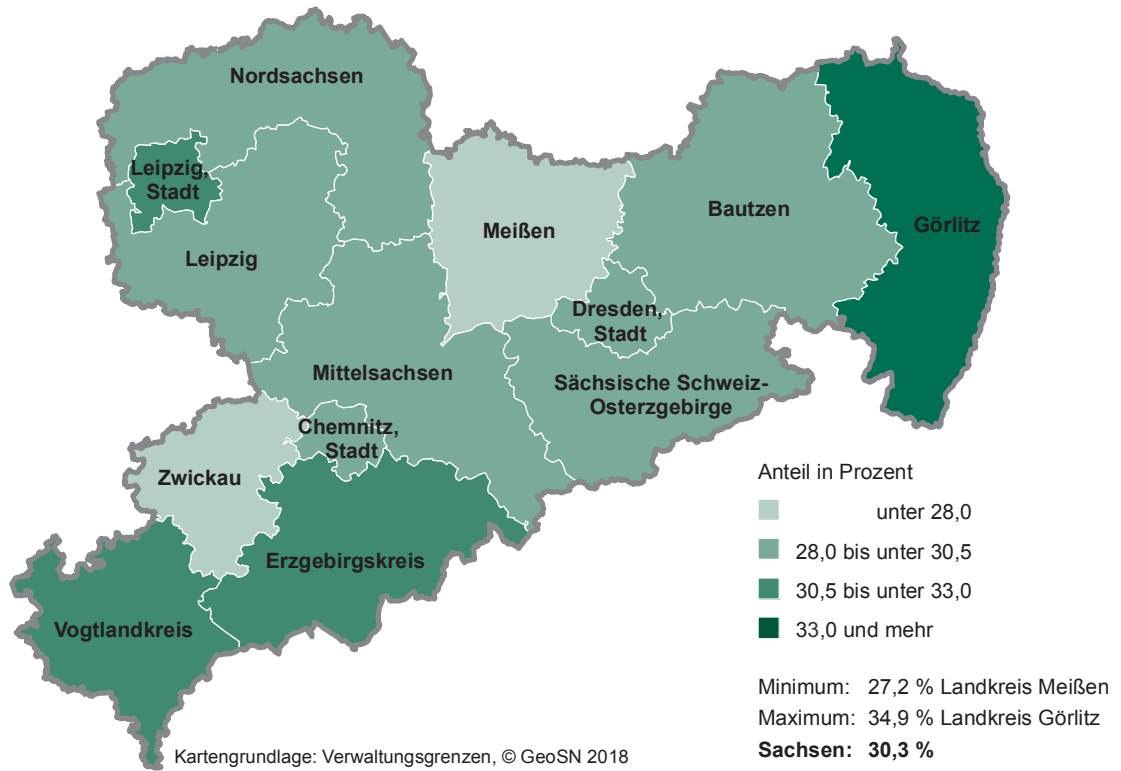 Nordsachsen
Leipzig,
Stadt
Meißen
Bautzen
Görlitz
Leipzig
Dresden,
Stadt
Mittelsachsen
Sächsische Schweiz-
Osterzgebirge
Chemnitz,
Stadt
Zwickau
Erzgebirgskreis
Vogtlandkreis
Anteil in Prozent
unter 28,0
28,0 bis unter 30,5
30,5 bis unter 33,0
33,0 und mehr
Minimum: 27,2 % Landkreis Meißen
Maximum: 34,9 % Landkreis Görlitz
Sachsen: 30,3 %
Kartengrundlage: Verwaltungsgrenzen, © GeoSN 2018